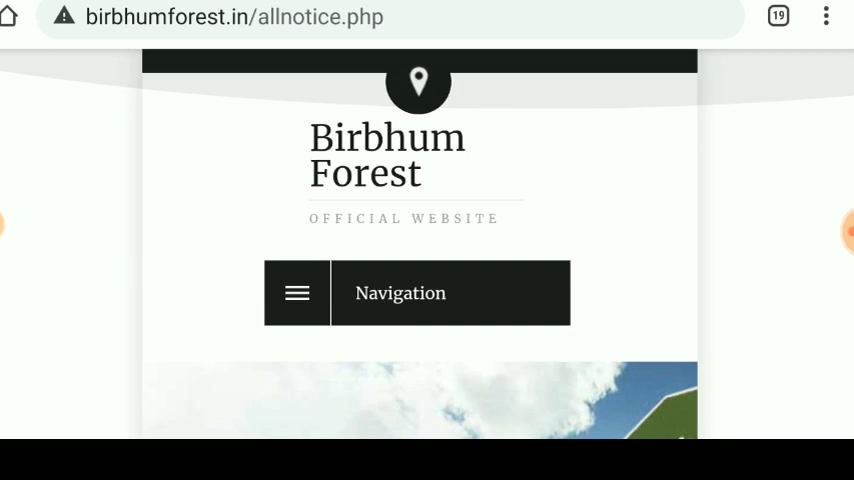 birbhumforest.in/allnotice.php
19
Birbhum
Forest
OFFICIAL WEBSITE
Navigation